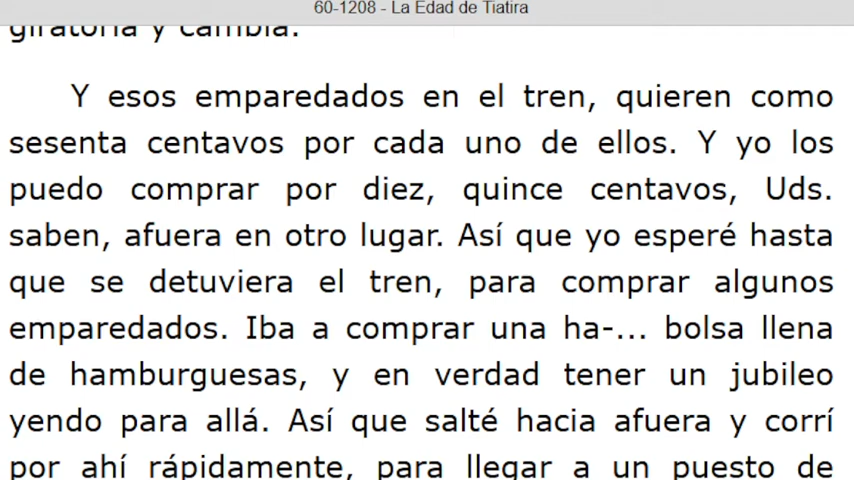 60-1208 - La Edad de Tiatira
giratoria y cambia.
Y esos emparedados en el tren, quieren como
sesenta centavos por cada uno de ellos. Y yo los
puedo comprar por diez, quince centavos, Uds.
saben, afuera en otro lugar. Así que yo esperé hasta
que se detuviera el tren, para comprar algunos
emparedados. Iba a comprar una ha-... bolsa llena
de hamburguesas, y en verdad tener un jubileo
yendo para allá. Así que salté hacia afuera y corrí
por ahí rápidamente, para llegar a un puesto de